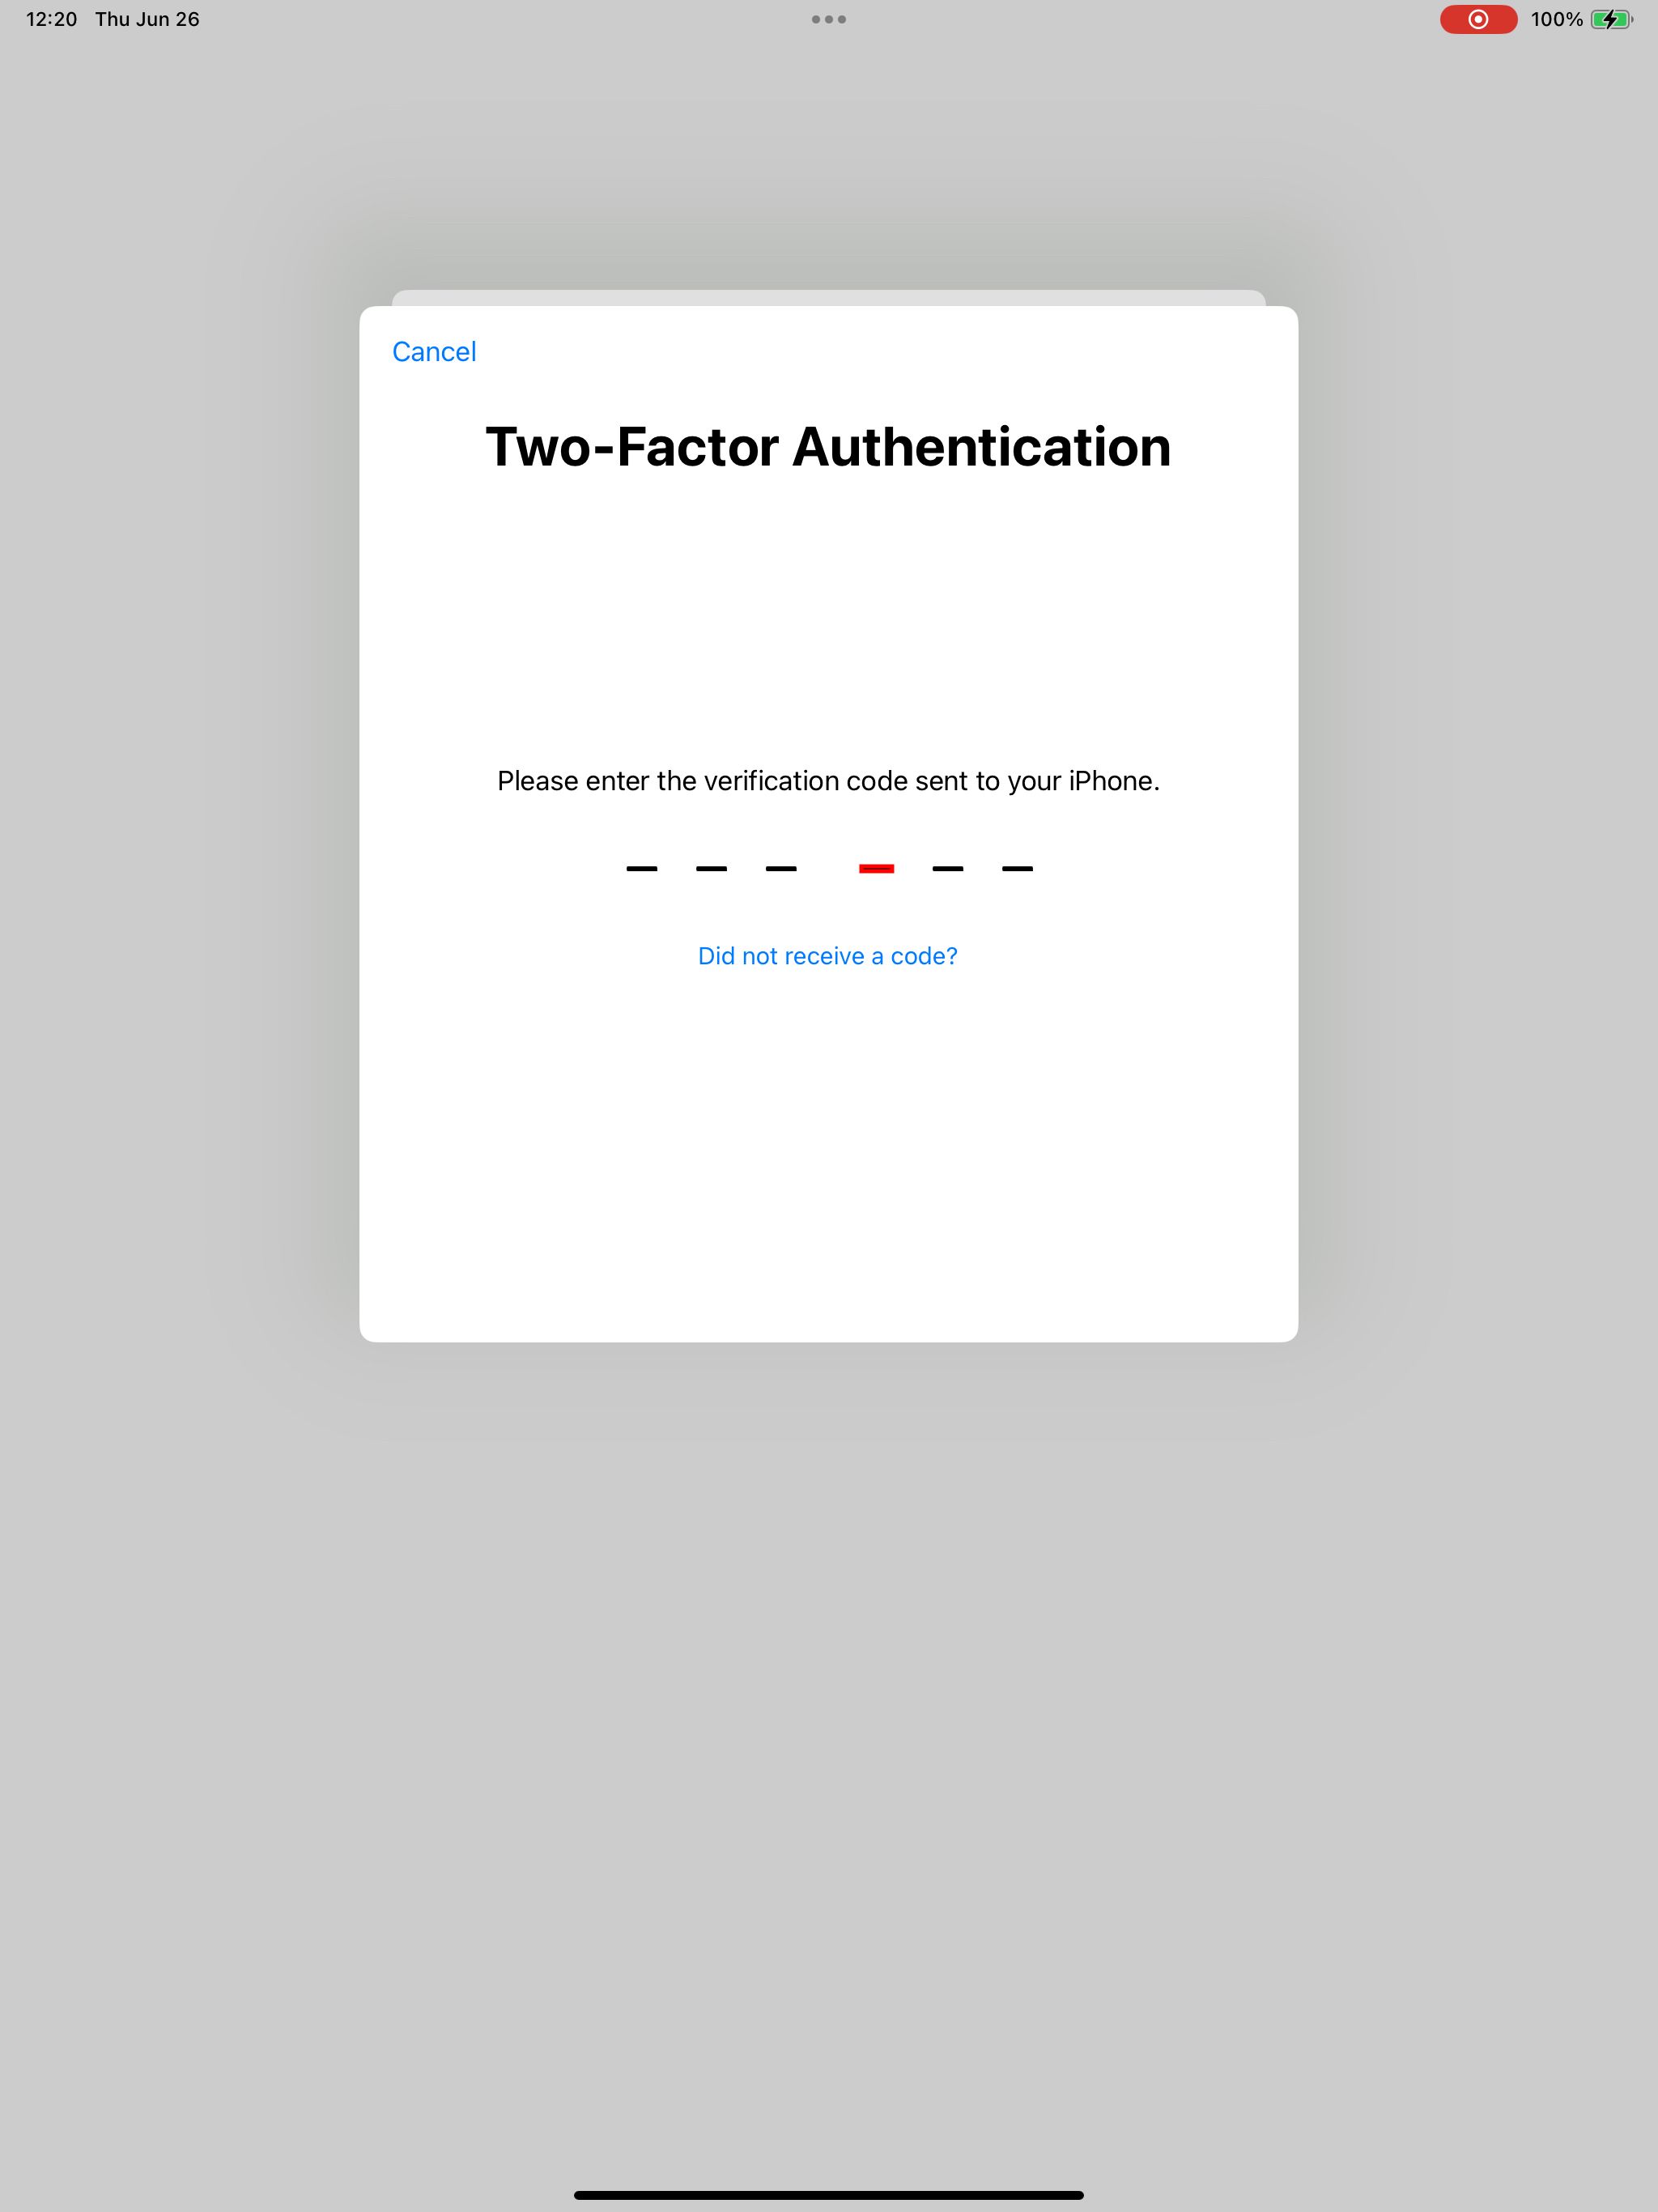 12:20 Thu Jun 26
100%
Cancel
Two-Factor Authentication
Please enter the verification code sent to your iPhone.
Did not receive a code?